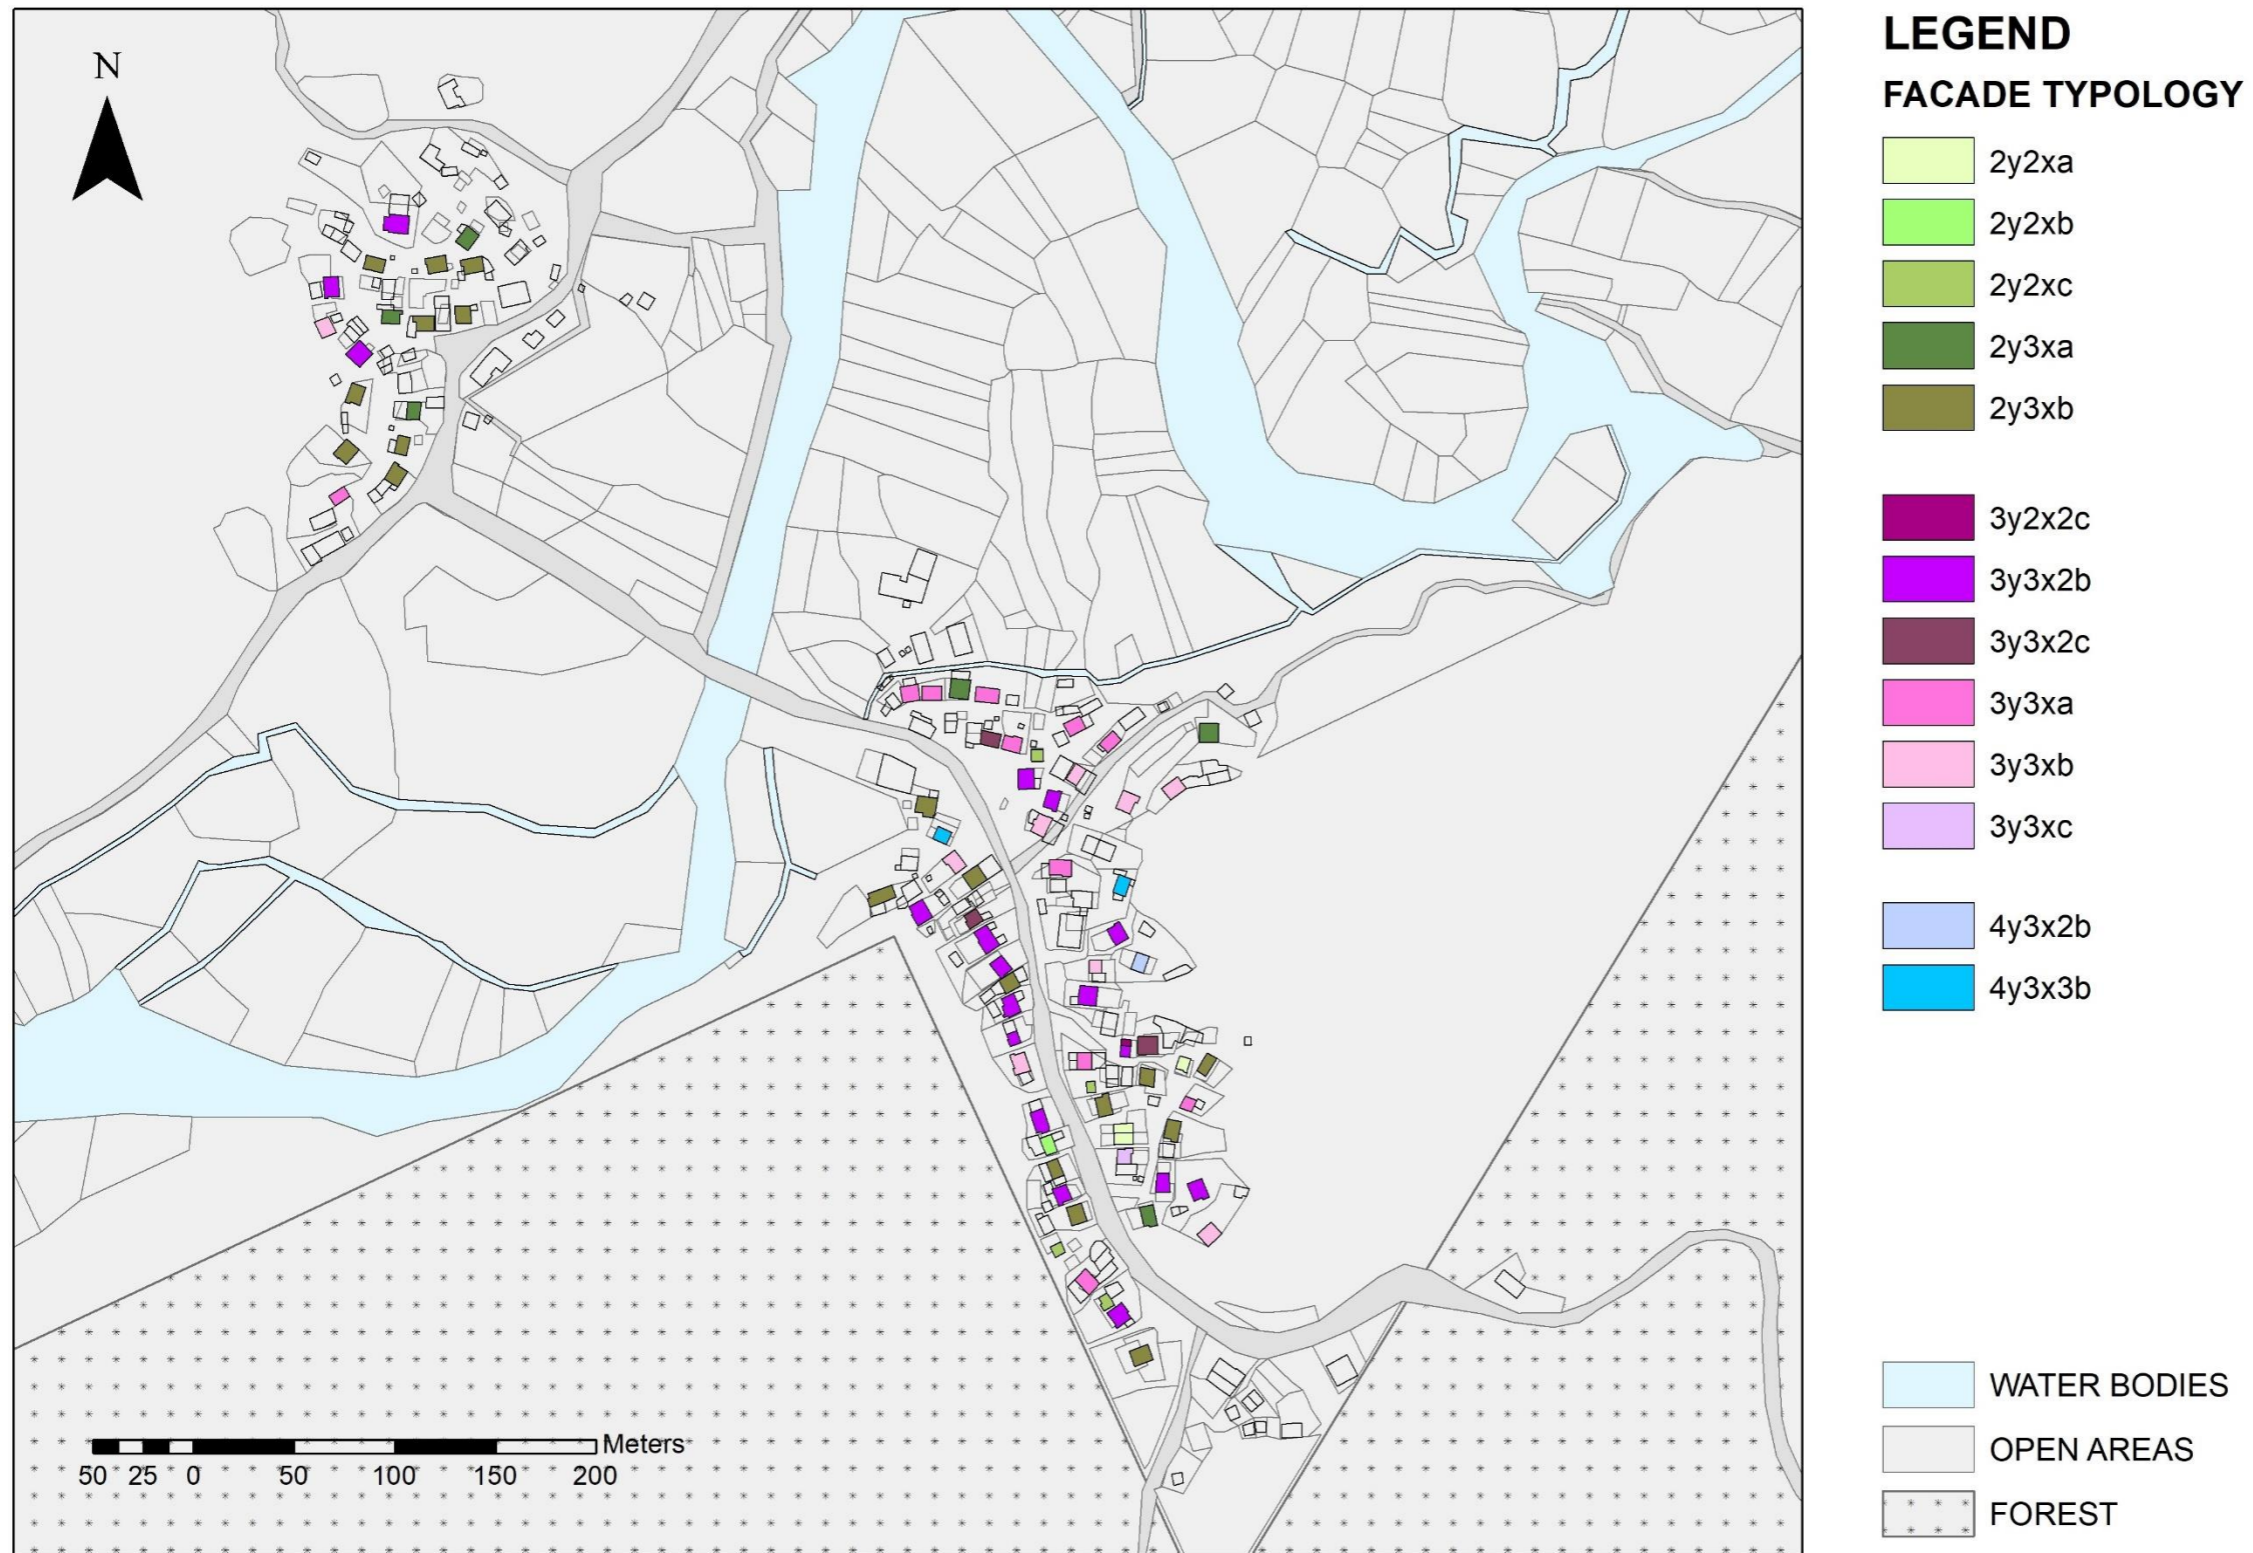 N
LEGEND
FACADE TYPOLOGY
2y2xa
2y2xb
2y2xc
2y3xa
2y3xb
3y2x2c
3y3x2b
3y3x2c
3y3xa
3y3xb
3y3xc
4y3x2b
4y3x3b
WATER BODIES
OPEN AREAS
FOREST
Meters
50 25 0 50 100 150 200